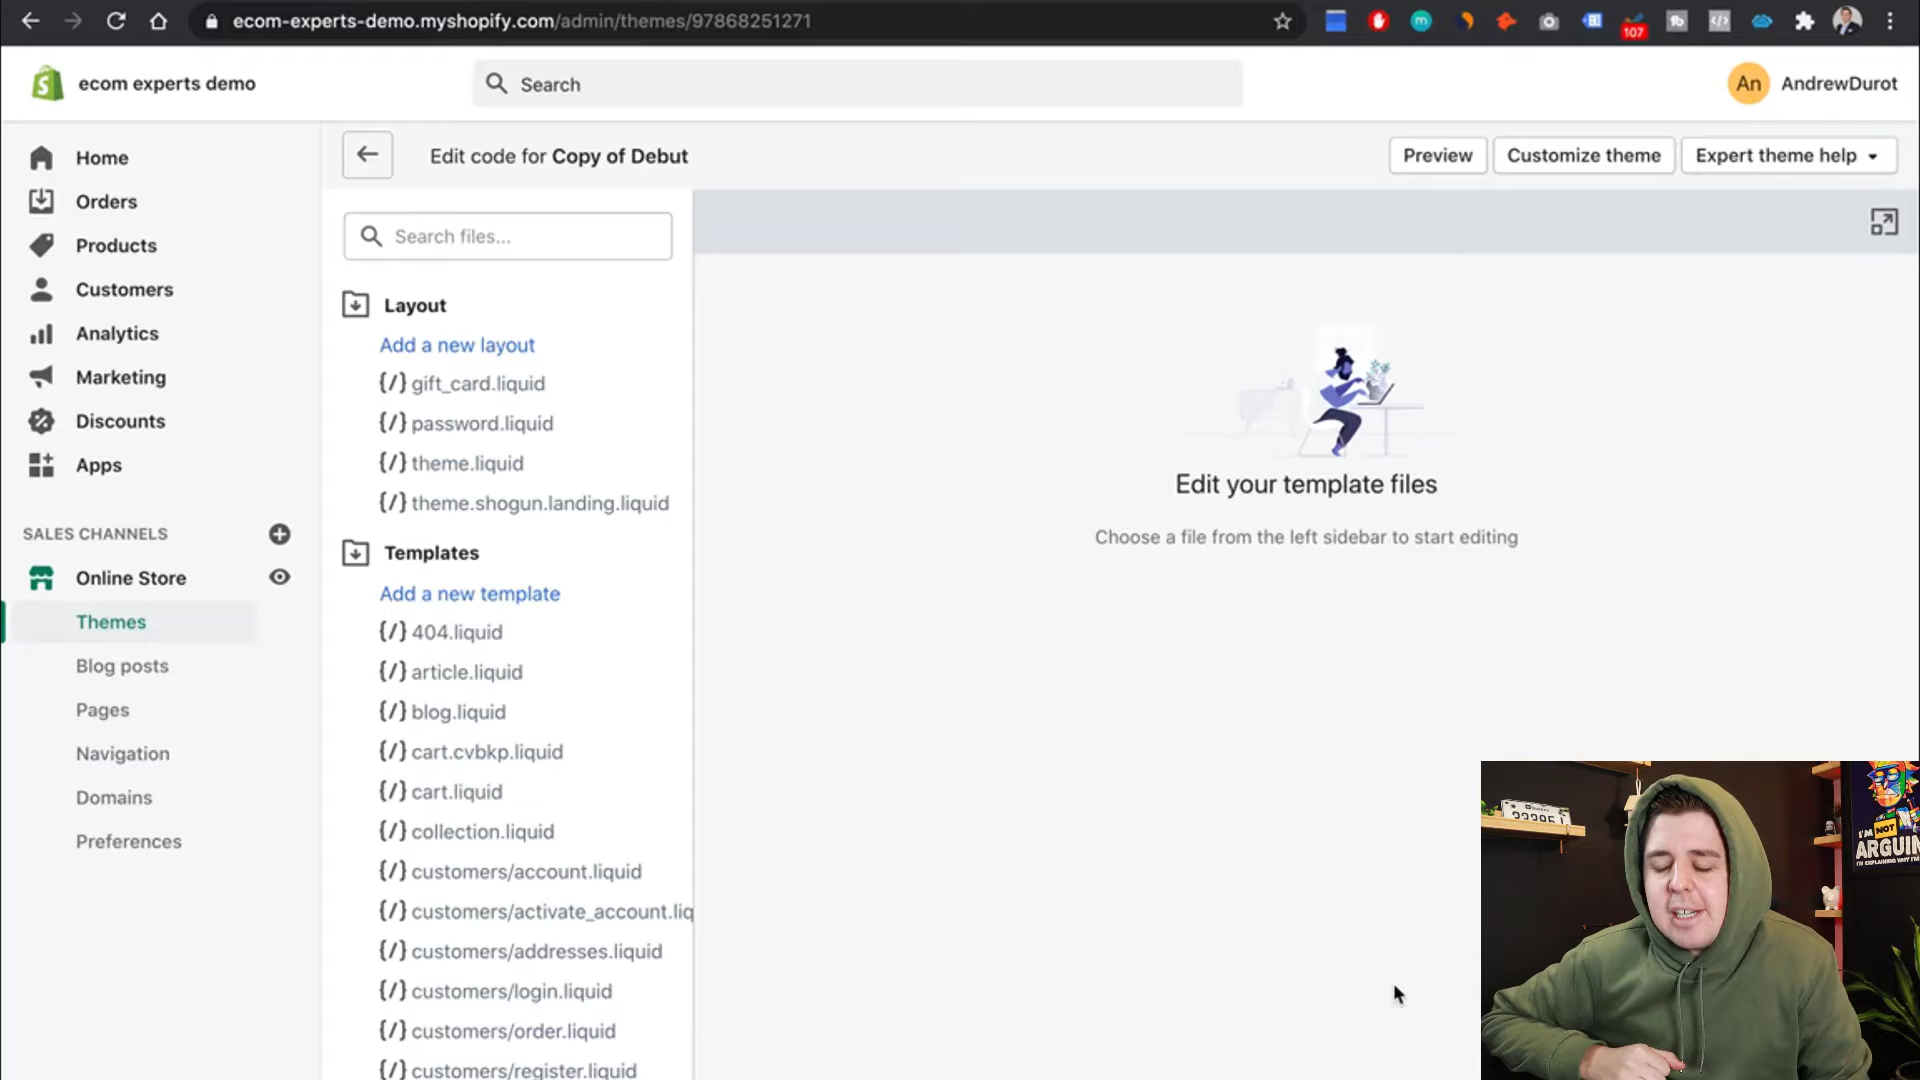 ecom-experts-demo.myshopify.com/admin/themes/97868251271
107
ecom experts demo
Search
An
AndrewDurot
Home
Orders
Products
Customers
Analytics
Marketing
Discounts
Apps
SALES CHANNELS
Online Store
Themes
Blog posts
Pages
Navigation
Domains
Preferences
Edit code for Copy of Debut
Preview
Customize theme
Expert theme help
Search files...
Layout
Add a new layout
{/} gift_card.liquid
{/} password.liquid
{/} theme.liquid
{/} theme.shogun.landing.liquid
Templates
Add a new template
{/} 404.liquid
{/} article.liquid
{/} blog.liquid
{/} cart.cvbkp.liquid
{/} cart.liquid
{/} collection.liquid
{/} customers/account.liquid
{/} customers/activate_account.liq
{/} customers/addresses.liquid
{/} customers/login.liquid
{/} customers/order.liquid
{/} customers/register.liquid
Edit your template files
Choose a file from the left sidebar to start editing
I'M NOT
ARGUIN